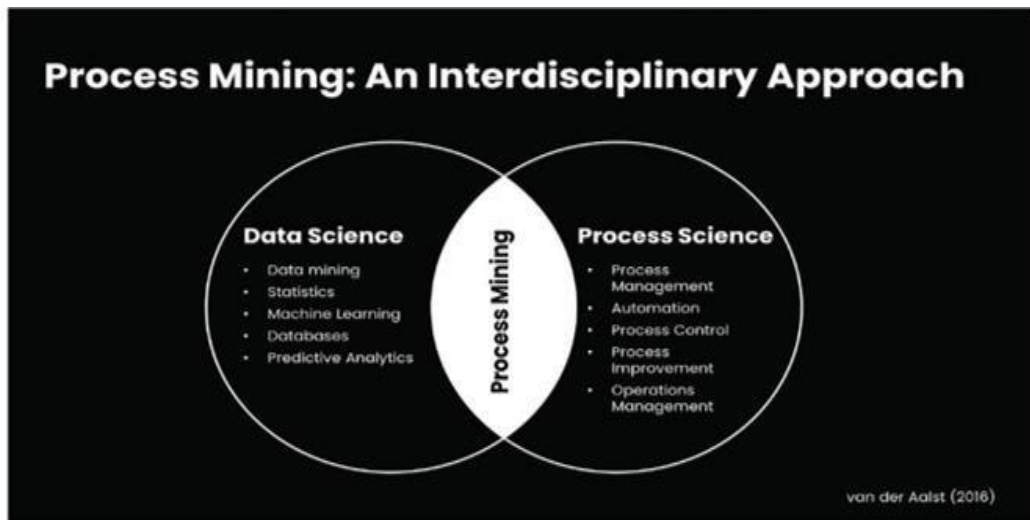 Process Mining: An Interdisciplinary Approach
Data Science
• Data mining
• Statistics
• Machine Learning
• Databases
• Predictive Analytics
Process Mining
Process Science
• Process
Management
• Automation
• Process Control
• Process
Improvement
• Operations
Management
van der Aalst (2016)